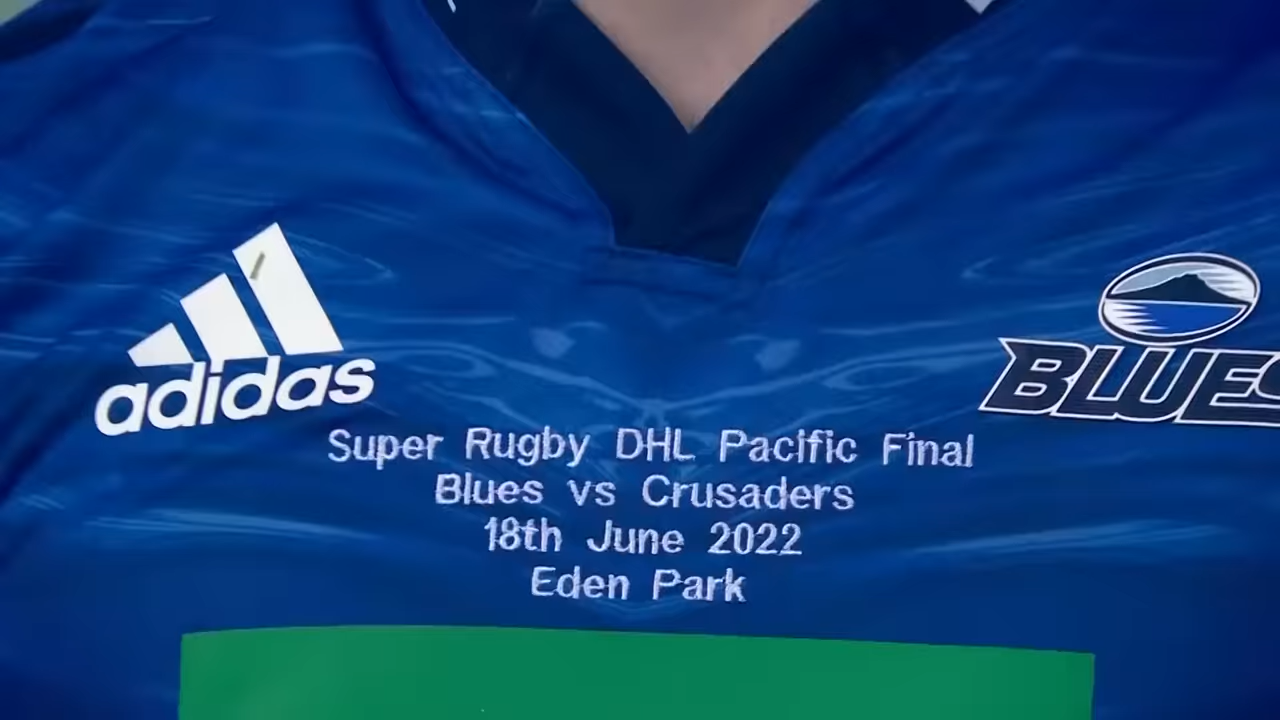 adidas
BLUES
Super Rugby DHL Pacific Final
Blues vs Crusaders
18th June 2022
Eden Park